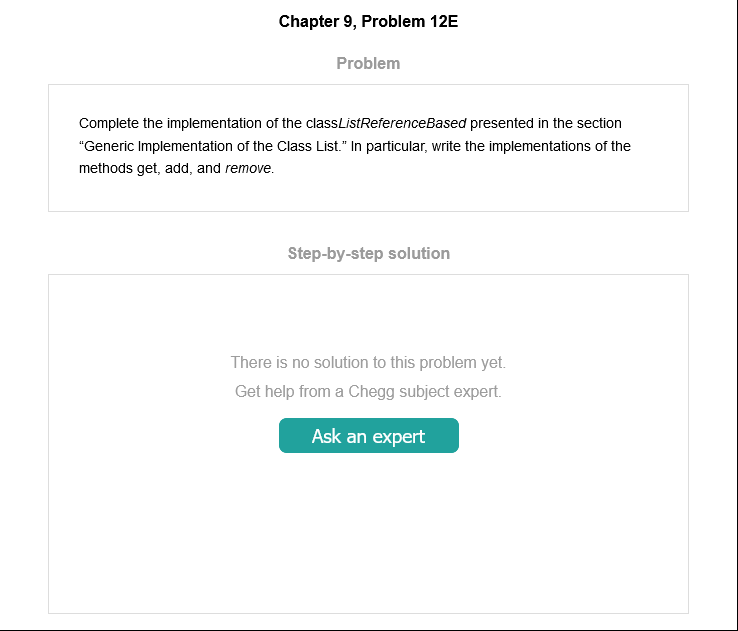 Chapter 9, Problem 12E
Problem
Complete the implementation of the classListReferenceBased presented in the section
“Generic Implementation of the Class List.” In particular, write the implementations of the
methods get, add, and remove.
Step-by-step solution
There is no solution to this problem yet.
Get help from a Chegg subject expert.
Ask an expert